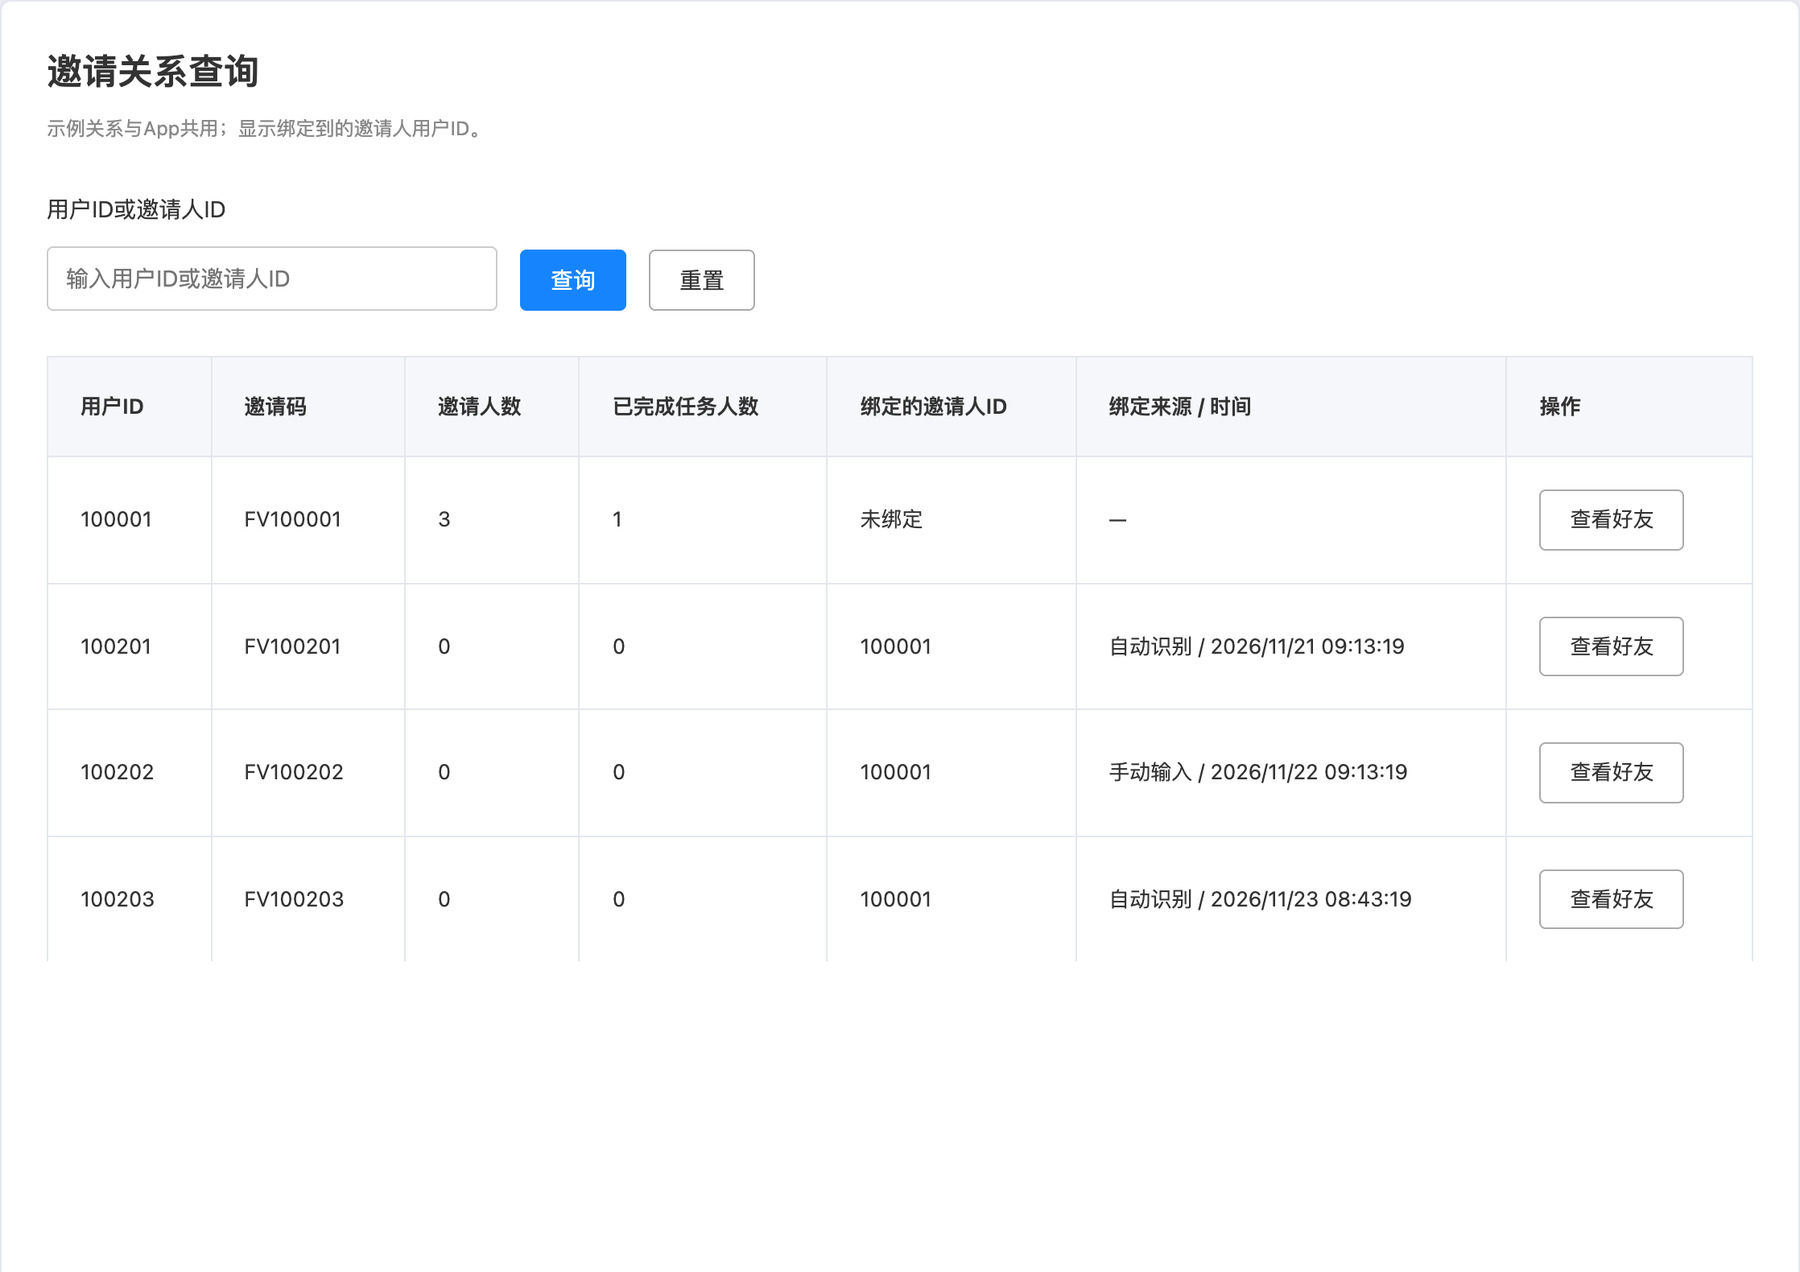 邀请关系查询
示例关系与App共用；显示绑定到的邀请人用户ID。
用户ID或邀请人ID
输入用户ID或邀请人ID 查询 重置
用户ID 邀请码 邀请人数 已完成任务人数 绑定的邀请人ID 绑定来源 / 时间 操作
100001 FV100001 3 1 未绑定 — 查看好友
100201 FV100201 0 0 100001 自动识别 / 2026/11/21 09:13:19 查看好友
100202 FV100202 0 0 100001 手动输入 / 2026/11/22 09:13:19 查看好友
100203 FV100203 0 0 100001 自动识别 / 2026/11/23 08:43:19 查看好友